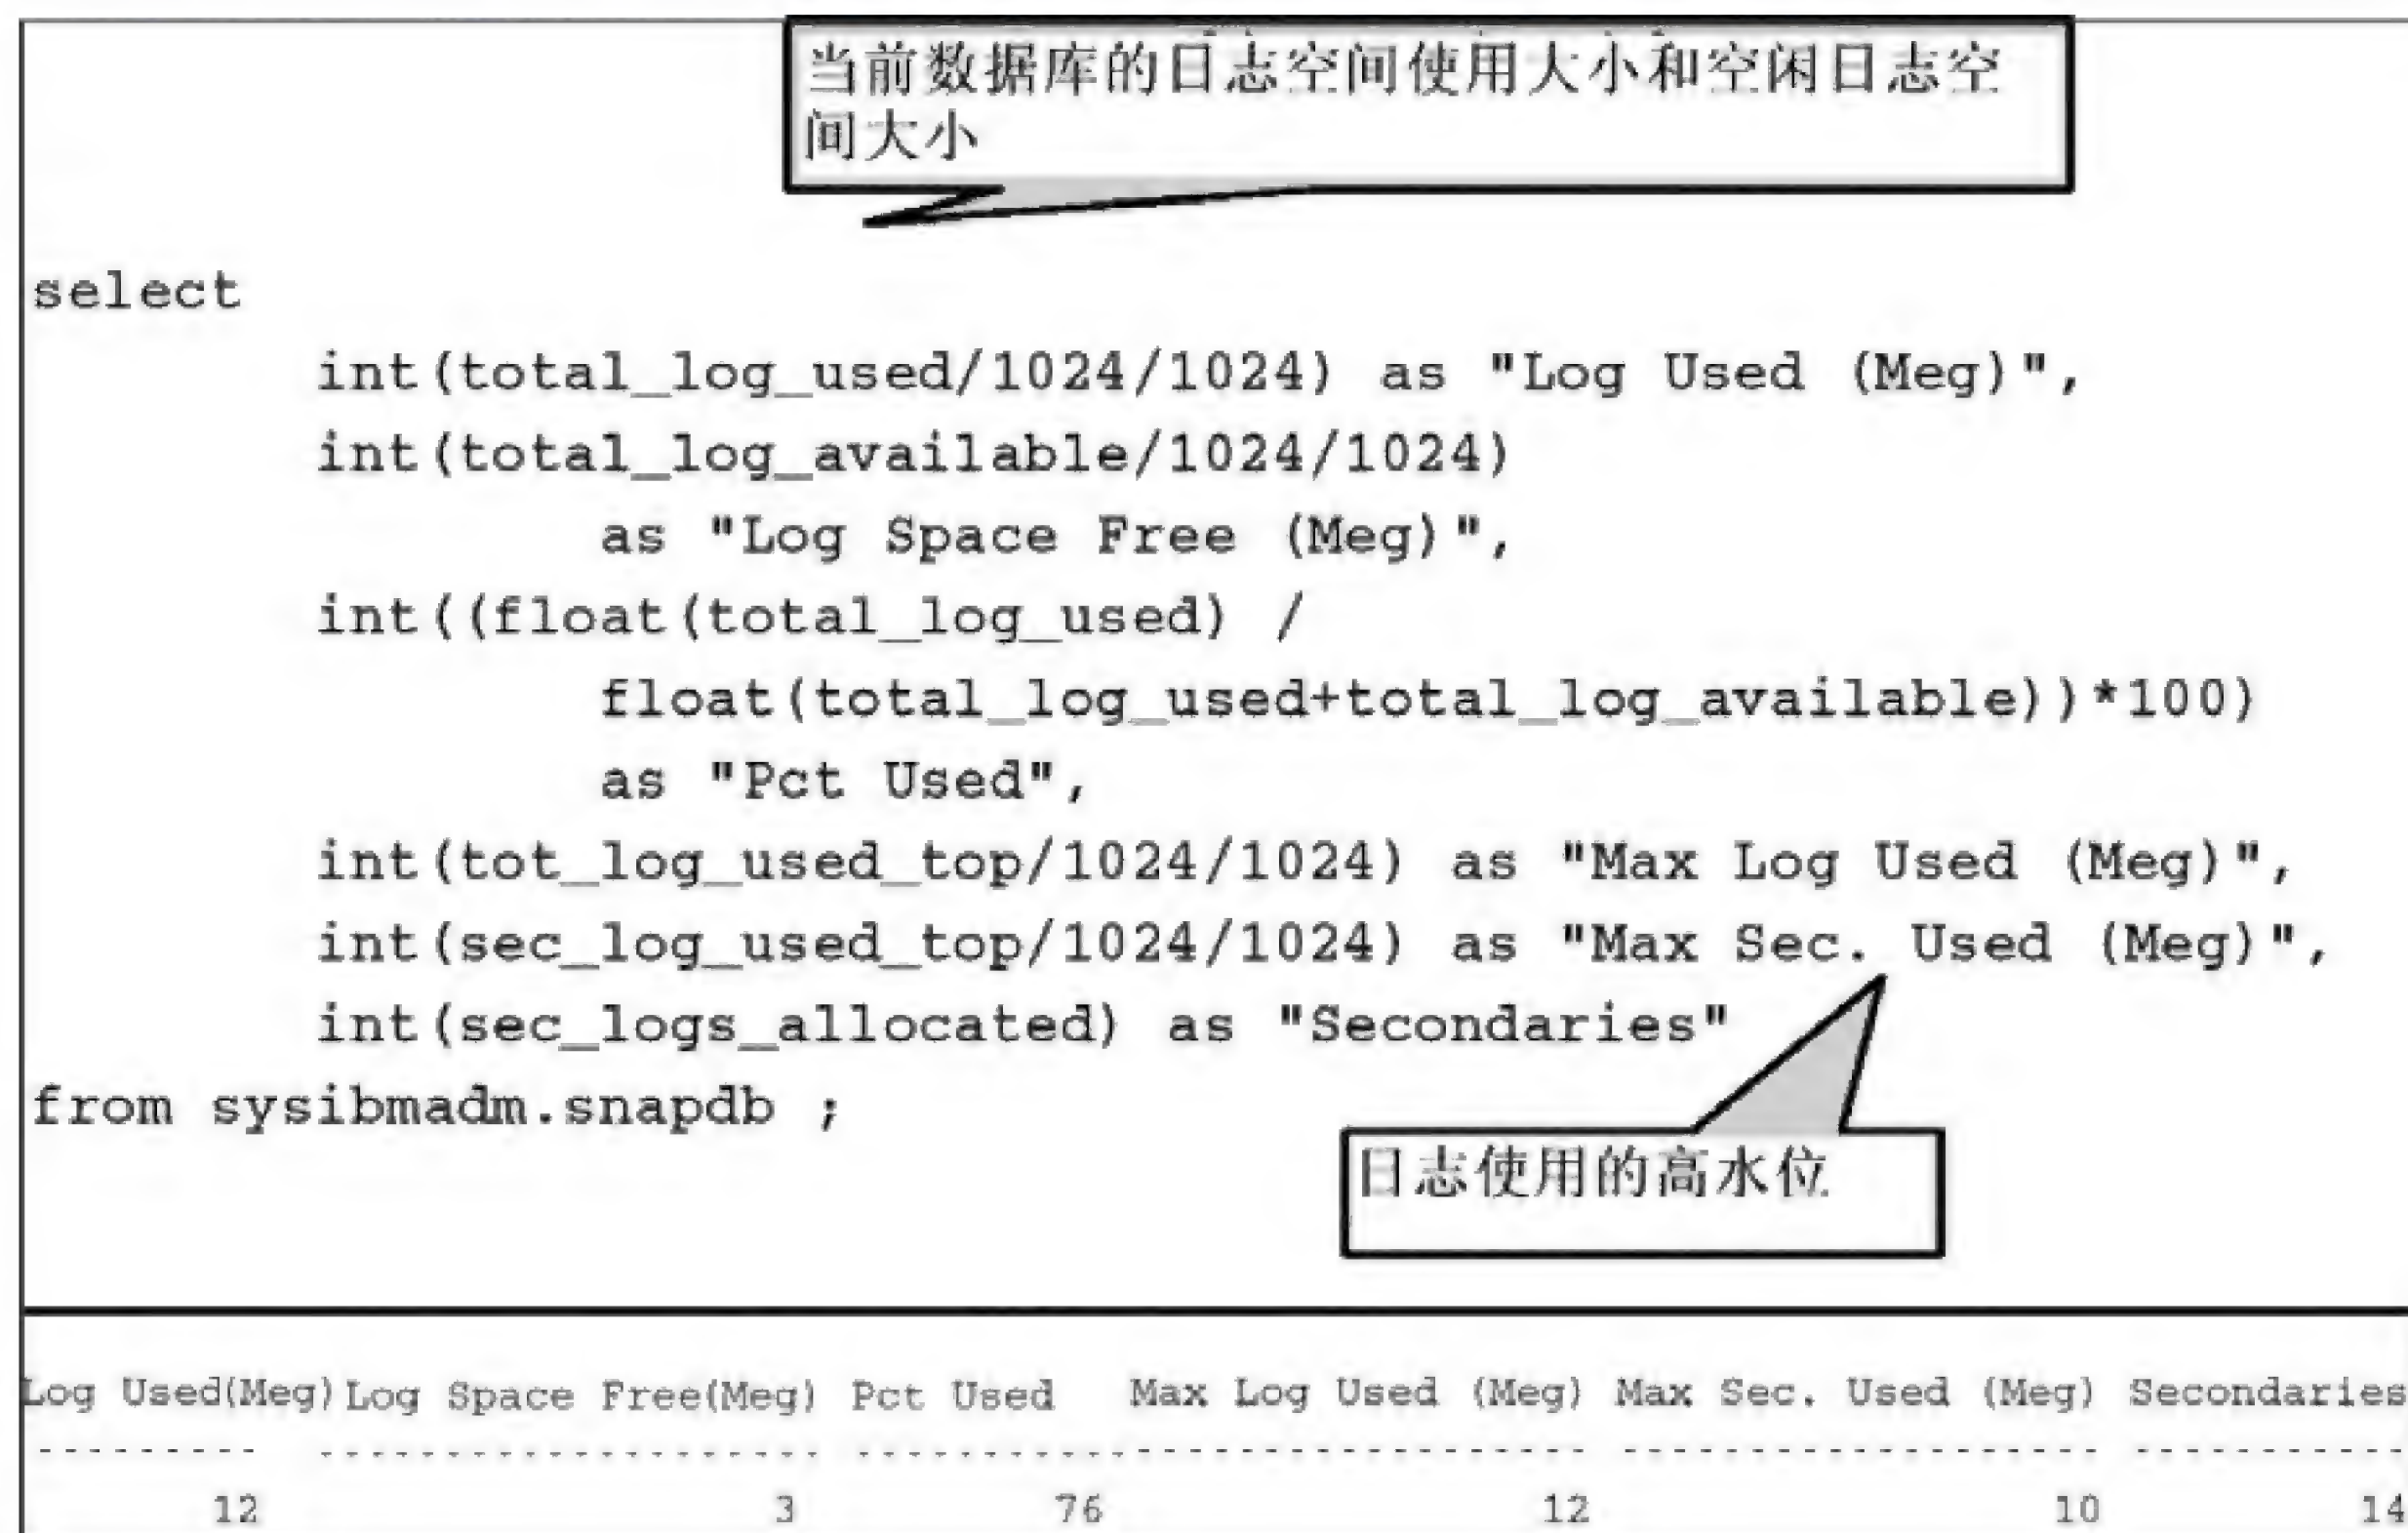 当前数据库的日志空间使用大小和空闲日志空
间大小
select
int(total_log_used/1024/1024) as "Log Used (Meg)",
int(total_log_available/1024/1024)
as "Log Space Free (Meg)",
int((float(total_log_used) /
float(total_log_used+total_log_available))*100)
as "Pct Used",
int(tot_log_used_top/1024/1024) as "Max Log Used (Meg)",
int(sec_log_used_top/1024/1024) as "Max Sec. Used (Meg)",
int(sec_logs_allocated) as "Secondaries"
from sysibmadm.snapdb ;
日志使用的高水位
Log Used(Meg) Log Space Free(Meg) Pct Used Max Log Used (Meg) Max Sec. Used (Meg) Secondaries
--------- ------------------- ----------- ------------------ ------------------- -----------
12 3 76 12 10 14